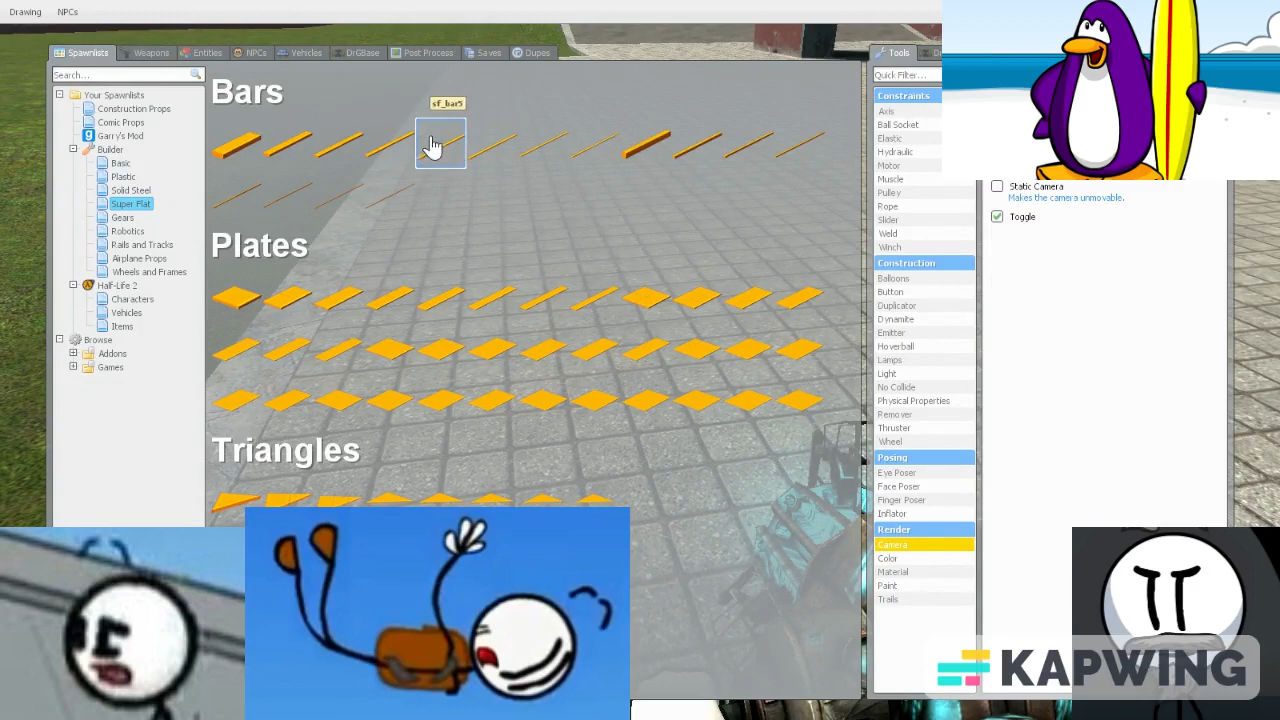 Drawing NPCs
Spawnlists Weapons Entities NPCs Vehicles DrGBase Post Process Saves Dupes
Search...
Your Spawnlists
Construction Props
Comic Props
Garry's Mod
Builder
Basic
Plastic
Solid Steel
Super Flat
Gears
Robotics
Rails and Tracks
Airplane Props
Wheels and Frames
Half-Life 2
Characters
Vehicles
Items
Browse
Addons
Games
Bars
sf_bar5
Plates
Triangles
Tools
Quick Filter...
Constraints
Axis
Ball Socket
Elastic
Hydraulic
Motor
Muscle
Pulley
Rope
Slider
Weld
Winch
Construction
Balloons
Button
Duplicator
Dynamite
Emitter
Hoverball
Lamps
Light
No Collide
Physical Properties
Remover
Thruster
Wheel
Posing
Eye Poser
Face Poser
Finger Poser
Inflator
Render
Camera
Color
Material
Paint
Trails
Static Camera
Makes the camera unmovable.
Toggle
KAPWING